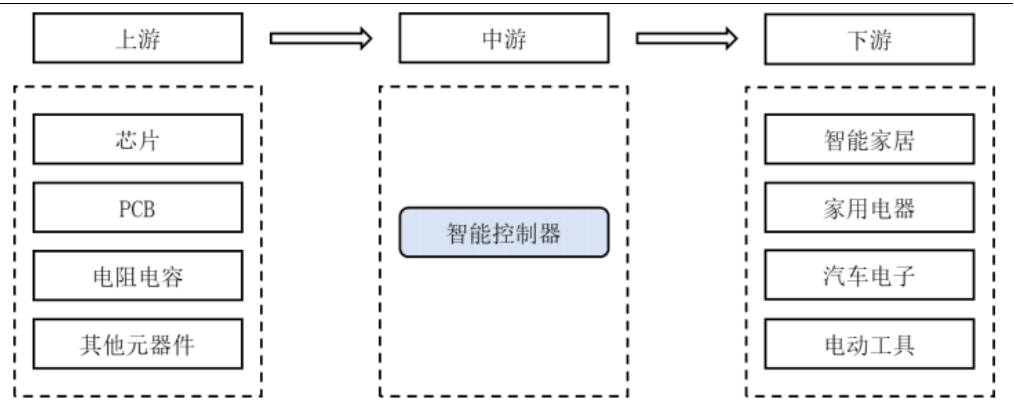 上游
中游
下游
芯片
PCB
电阻电容
其他元器件
智能控制器
智能家居
家用电器
汽车电子
电动工具